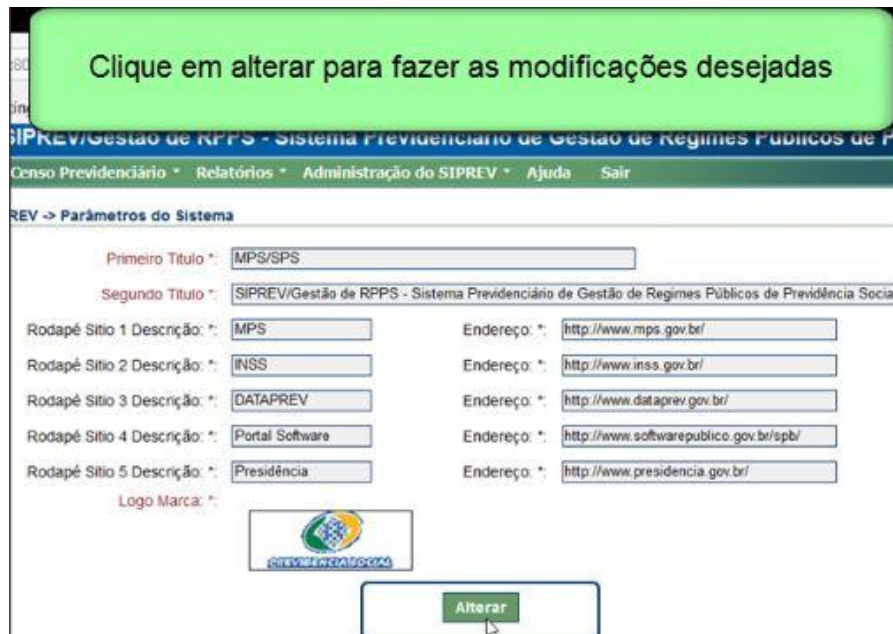 Clique em alterar para fazer as modificações desejadas
SIPREV/Gestão de RPPS - Sistema Previdenciário de Gestão de Regimes Públicos de P
Censo Previdenciário Relatórios Administração do SIPREV Ajuda Sair
REV -> Parâmetros do Sistema
Primeiro Titulo *: MPS/SPS
Segundo Titulo *: SIPREV/Gestão de RPPS - Sistema Previdenciário de Gestão de Regimes Públicos de Previdência Socia
Rodapé Sitio 1 Descrição: *: MPS Endereço: *: http://www.mps.gov.br/
Rodapé Sitio 2 Descrição: *: INSS Endereço: *: http://www.inss.gov.br/
Rodapé Sitio 3 Descrição: *: DATAPREV Endereço: *: http://www.dataprev.gov.br/
Rodapé Sitio 4 Descrição: *: Portal Software Endereço: *: http://www.softwarepublico.gov.br/spb/
Rodapé Sitio 5 Descrição: *: Presidência Endereço: *: http://www.presidencia.gov.br/
Logo Marca: *:
PREVIDÊNCIA SOCIAL
Alterar